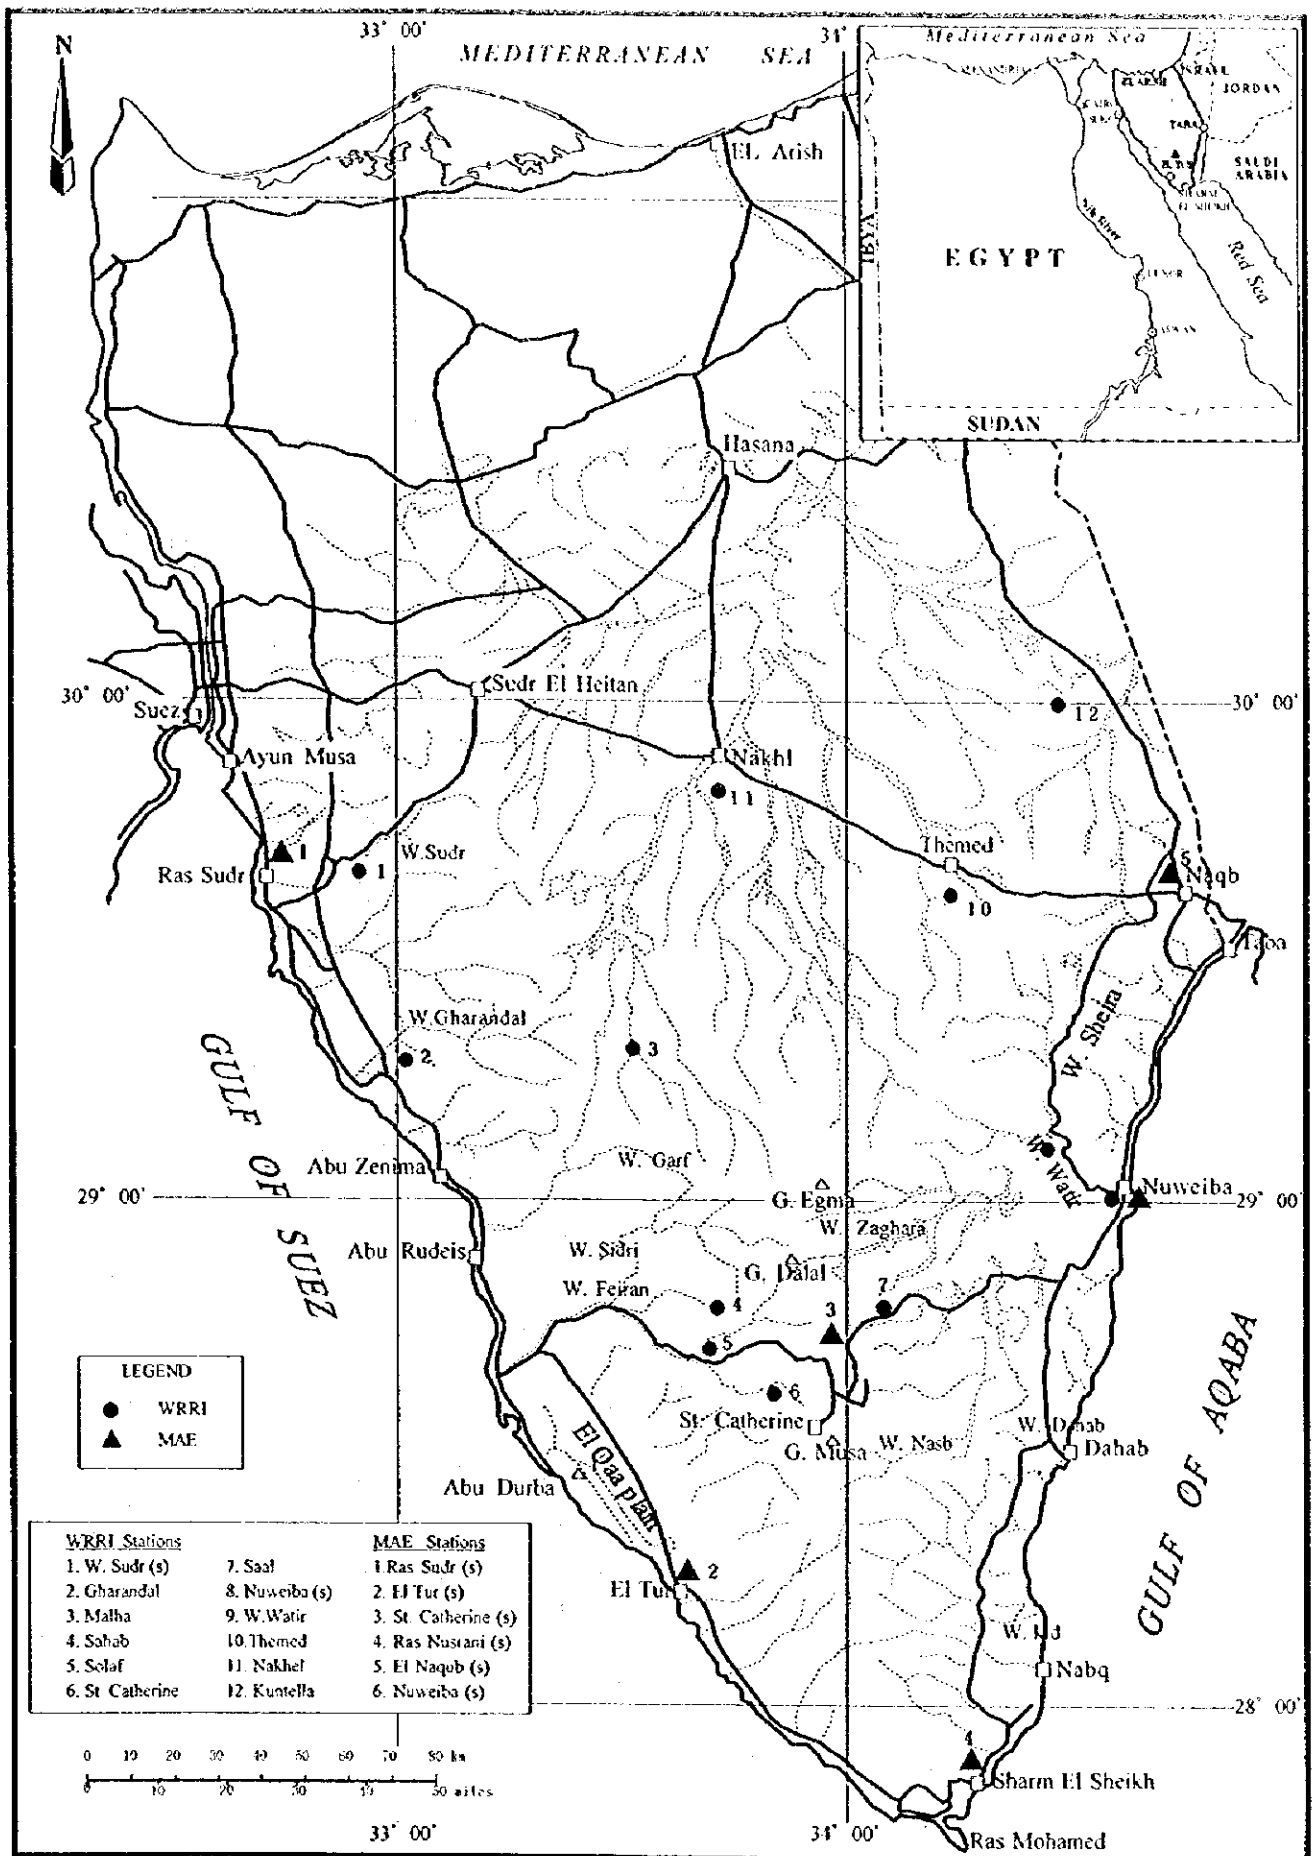 N
33° 00'
34°
MEDITERRANEAN SEA
Mediterranean Sea
ISRAEL
JORDAN
TABA
SAUDI
ARABIA
Nile River
EGYPT
Red Sea
SUDAN
EL Arish
Hasana
30° 00'
Suez
Sudr El Heitan
30° 00'
12
Ayun Musa
Nakhl
11
Themed
1
Ras Sudr
W.Sudr
1
5
Naqb
10
Taba
W. Sheira
W.Gharandal
2
3
GULF OF SUEZ
Abu Zenima
W. Garf
W. Watir
29° 00'
G. Egma
Nuweiba
29° 00'
W. Zaghara
Abu Rudeis
W. Sidri
G. Dalal
W. Feiran
4
3
7
5
GULF OF AQABA
LEGEND
WRRI
MAE
6
St. Catherine
G. Musa
W. Nasb
W. Dahab
Dahab
El Qaa plain
Abu Durba
WRRI Stations
1. W. Sudr (s)
2. Gharandal
3. Malha
4. Sahab
5. Solaf
6. St Catherine
7. Saal
8. Nuweiba (s)
9. W.Watir
10.Themed
11. Nakhel
12. Kuntella
MAE Stations
1.Ras Sudr (s)
2. El Tur (s)
3. St. Catherine (s)
4. Ras Nusrani (s)
5. El Naqub (s)
6. Nuweiba (s)
2
El Tur
Nabq
28° 00'
0 10 20 30 40 50 60 70 80 km
0 10 20 30 40 50 miles
4
Sharm El Sheikh
33° 00'
34° 00'
Ras Mohamed